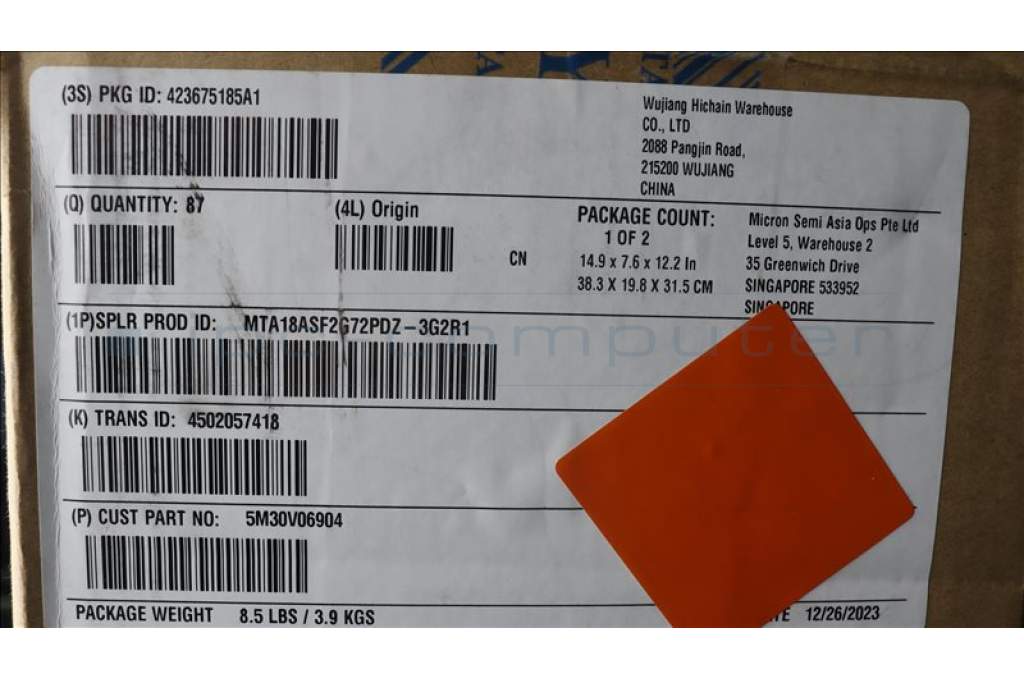 (3S) PKG ID: 423675185A1
Wujiang Hichain Warehouse
CO., LTD
2088 Pangjin Road,
215200 WUJIANG
CHINA
(Q) QUANTITY: 87
(4L) Origin
CN
PACKAGE COUNT:
1 OF 2
14.9 x 7.6 x 12.2 In
38.3 X 19.8 X 31.5 CM
Micron Semi Asia Ops Pte Ltd
Level 5, Warehouse 2
35 Greenwich Drive
SINGAPORE 533952
SINGAPORE
(1P)SPLR PROD ID: MTA18ASF2G72PDZ-3G2R1
computer
(K) TRANS ID: 4502057418
(P) CUST PART NO: 5M30V06904
PACKAGE WEIGHT 8.5 LBS / 3.9 KGS
12/26/2023